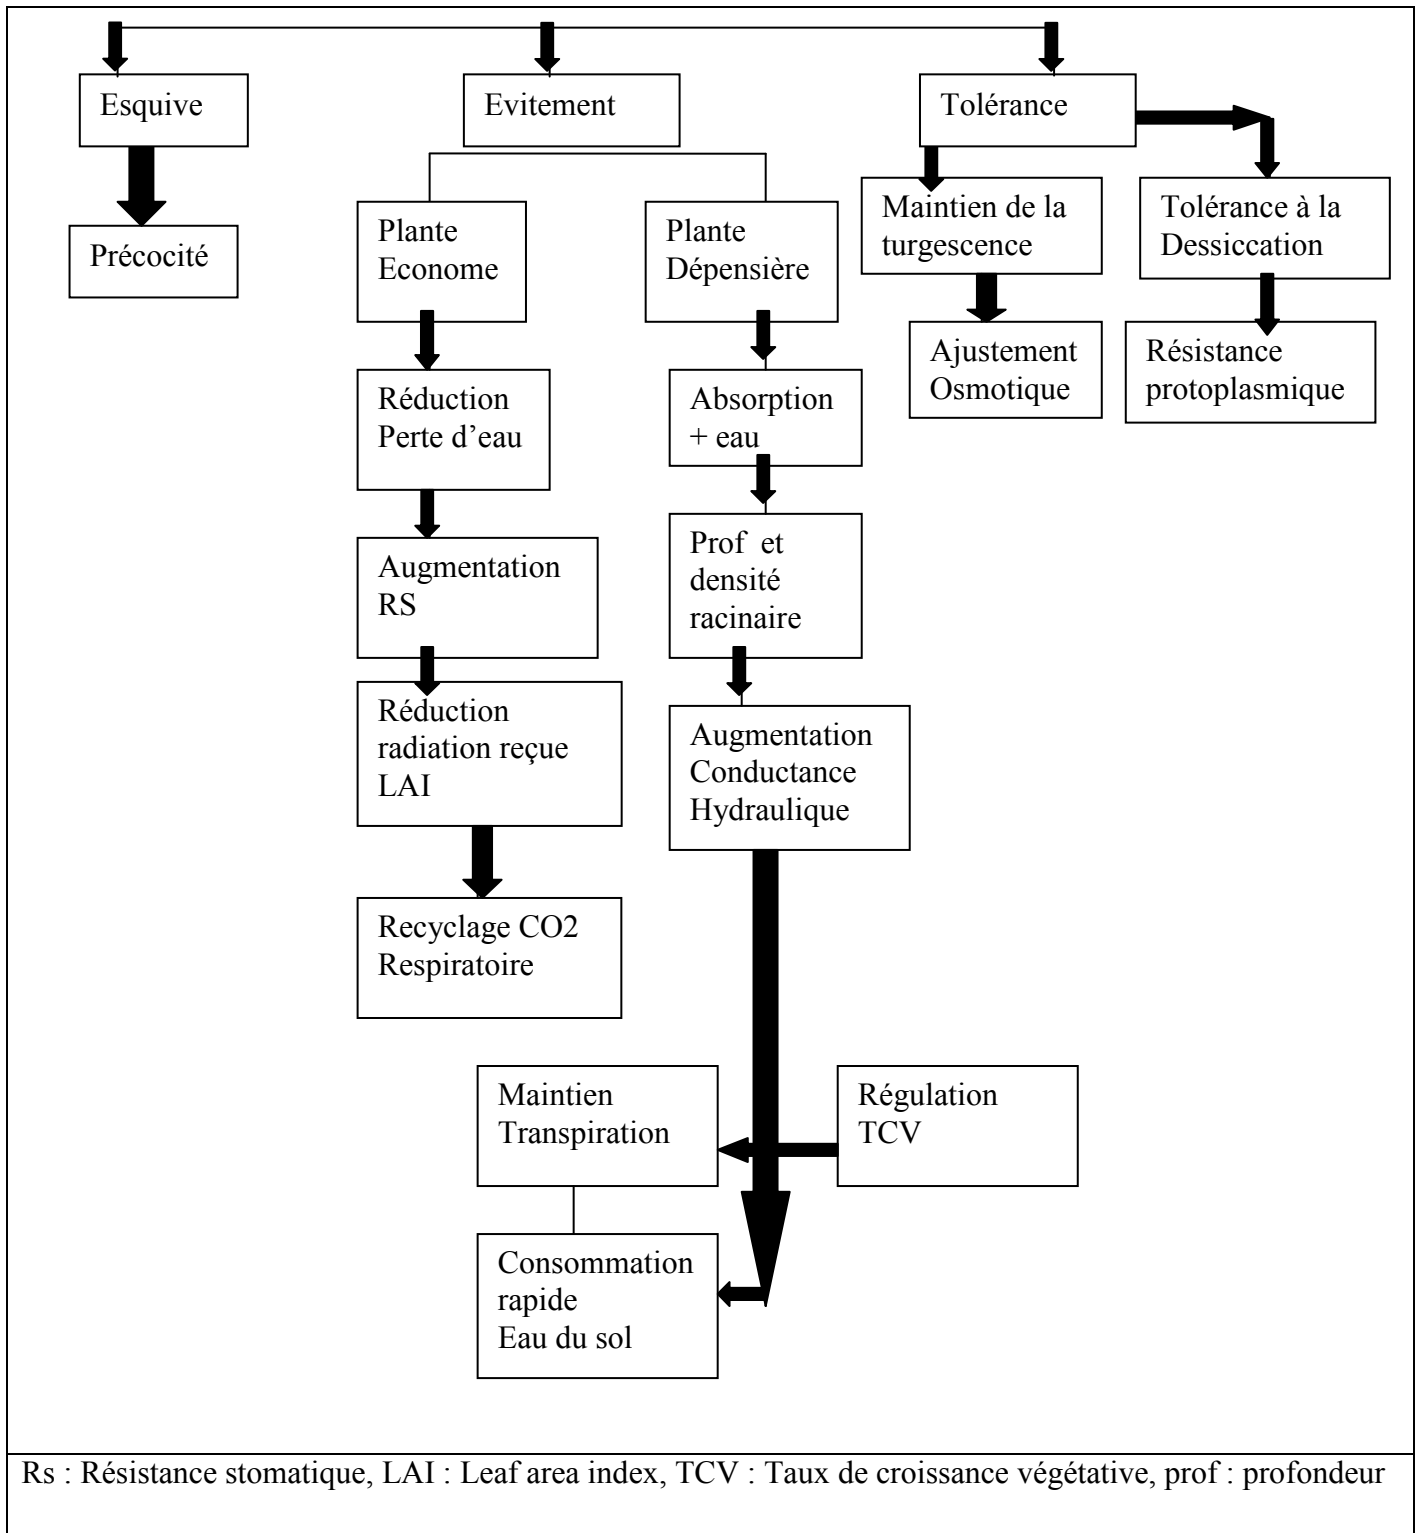 Esquive
Précocité
Evitement
Plante
Econome
Réduction
Perte d’eau
Augmentation
RS
Réduction
radiation reçue
LAI
Recyclage CO2
Respiratoire
Plante
Dépensière
Absorption
+ eau
Prof et
densité
racinaire
Augmentation
Conductance
Hydraulique
Maintien
Transpiration
Régulation
TCV
Consommation
rapide
Eau du sol
Tolérance
Maintien de la
turgescence
Ajustement
Osmotique
Tolérance à la
Dessiccation
Résistance
protoplasmique
Rs : Résistance stomatique, LAI : Leaf area index, TCV : Taux de croissance végétative, prof : profondeur